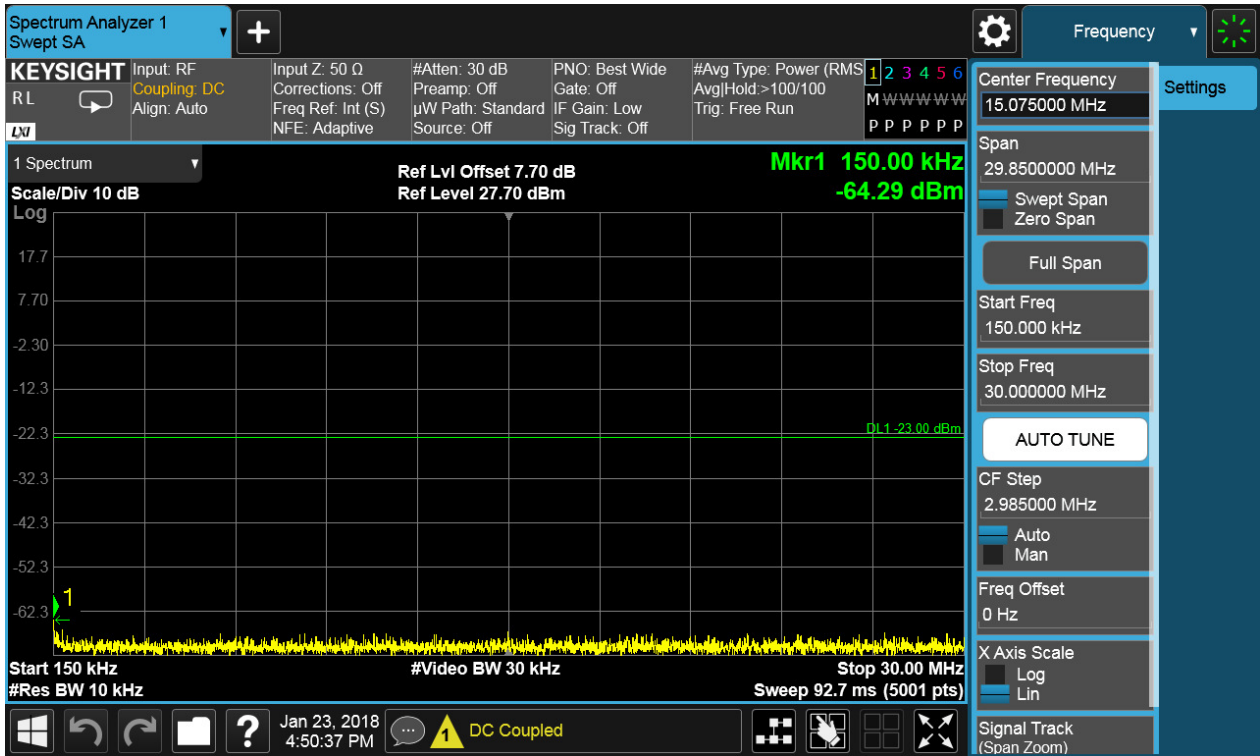 Spectrum Analyzer 1
Swept SA
+
Frequency
KEYSIGHT
RL
LXI
Input: RF
Coupling: DC
Align: Auto
Input Z: 50 Ω
Corrections: Off
Freq Ref: Int (S)
NFE: Adaptive
#Atten: 30 dB
Preamp: Off
µW Path: Standard
Source: Off
PNO: Best Wide
Gate: Off
IF Gain: Low
Sig Track: Off
#Avg Type: Power (RMS
Avg|Hold:>100/100
Trig: Free Run
1 2 3 4 5 6
M W W W W W
P P P P P P
1 Spectrum
Scale/Div 10 dB
Log
Ref Lvl Offset 7.70 dB
Ref Level 27.70 dBm
Mkr1 150.00 kHz
-64.29 dBm
17.7
7.70
-2.30
-12.3
-22.3
-32.3
-42.3
-52.3
-62.3
DL1 -23.00 dBm
1
Start 150 kHz
#Res BW 10 kHz
#Video BW 30 kHz
Stop 30.00 MHz
Sweep 92.7 ms (5001 pts)
Center Frequency
15.075000 MHz
Span
29.8500000 MHz
Swept Span
Zero Span
Full Span
Start Freq
150.000 kHz
Stop Freq
30.000000 MHz
AUTO TUNE
CF Step
2.985000 MHz
Auto
Man
Freq Offset
0 Hz
X Axis Scale
Log
Lin
Signal Track
(Span Zoom)
Settings
?
Jan 23, 2018
4:50:37 PM
1
DC Coupled